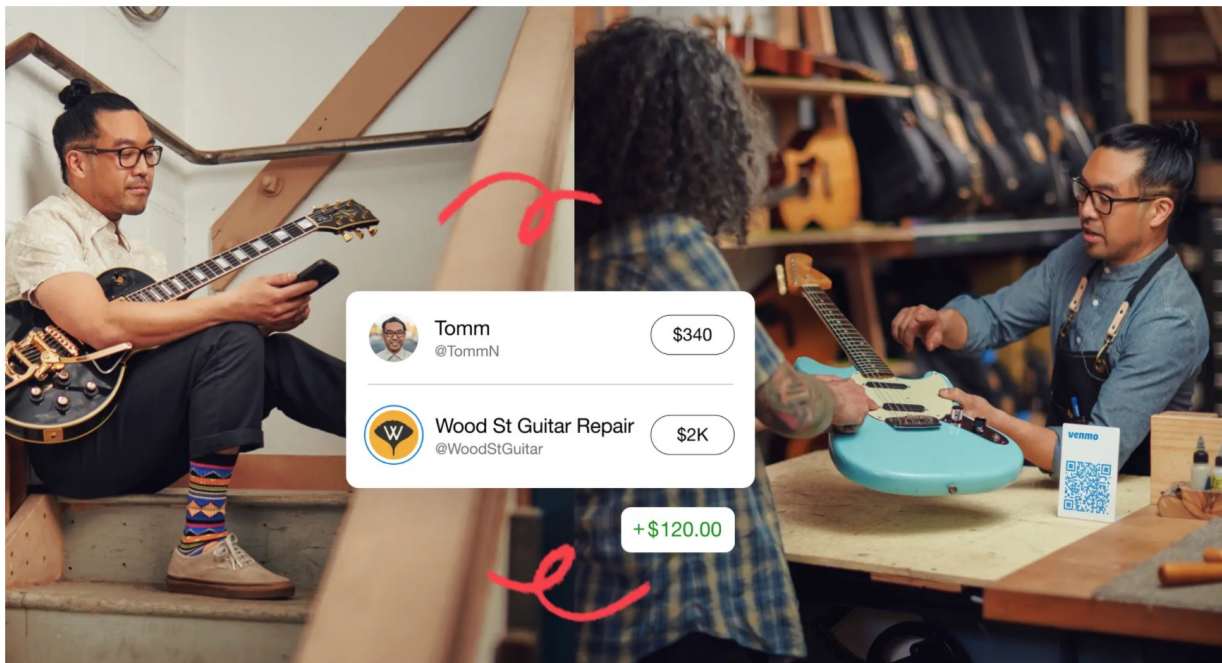 Tomm
@TommN
$340
W
Wood St Guitar Repair
@WoodStGuitar
$2K
+$120.00
venmo